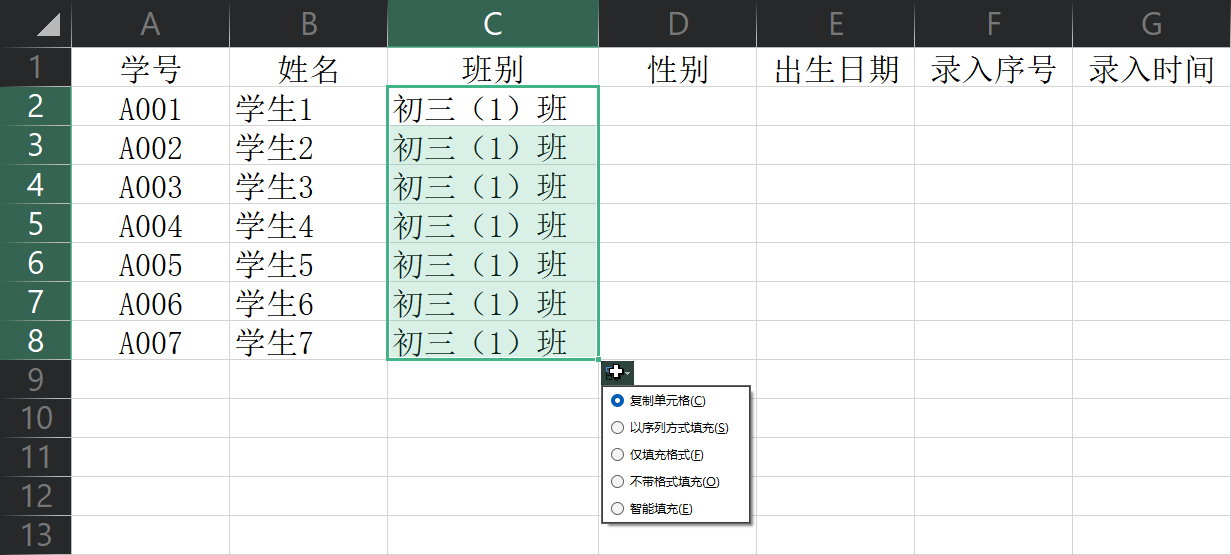 A B C D E F G
1 学号 姓名 班别 性别 出生日期 录入序号 录入时间
2 A001 学生1 初三（1）班
3 A002 学生2 初三（1）班
4 A003 学生3 初三（1）班
5 A004 学生4 初三（1）班
6 A005 学生5 初三（1）班
7 A006 学生6 初三（1）班
8 A007 学生7 初三（1）班
9
复制单元格(C)
10
以序列方式填充(S)
11
仅填充格式(F)
12
不带格式填充(O)
智能填充(E)
13